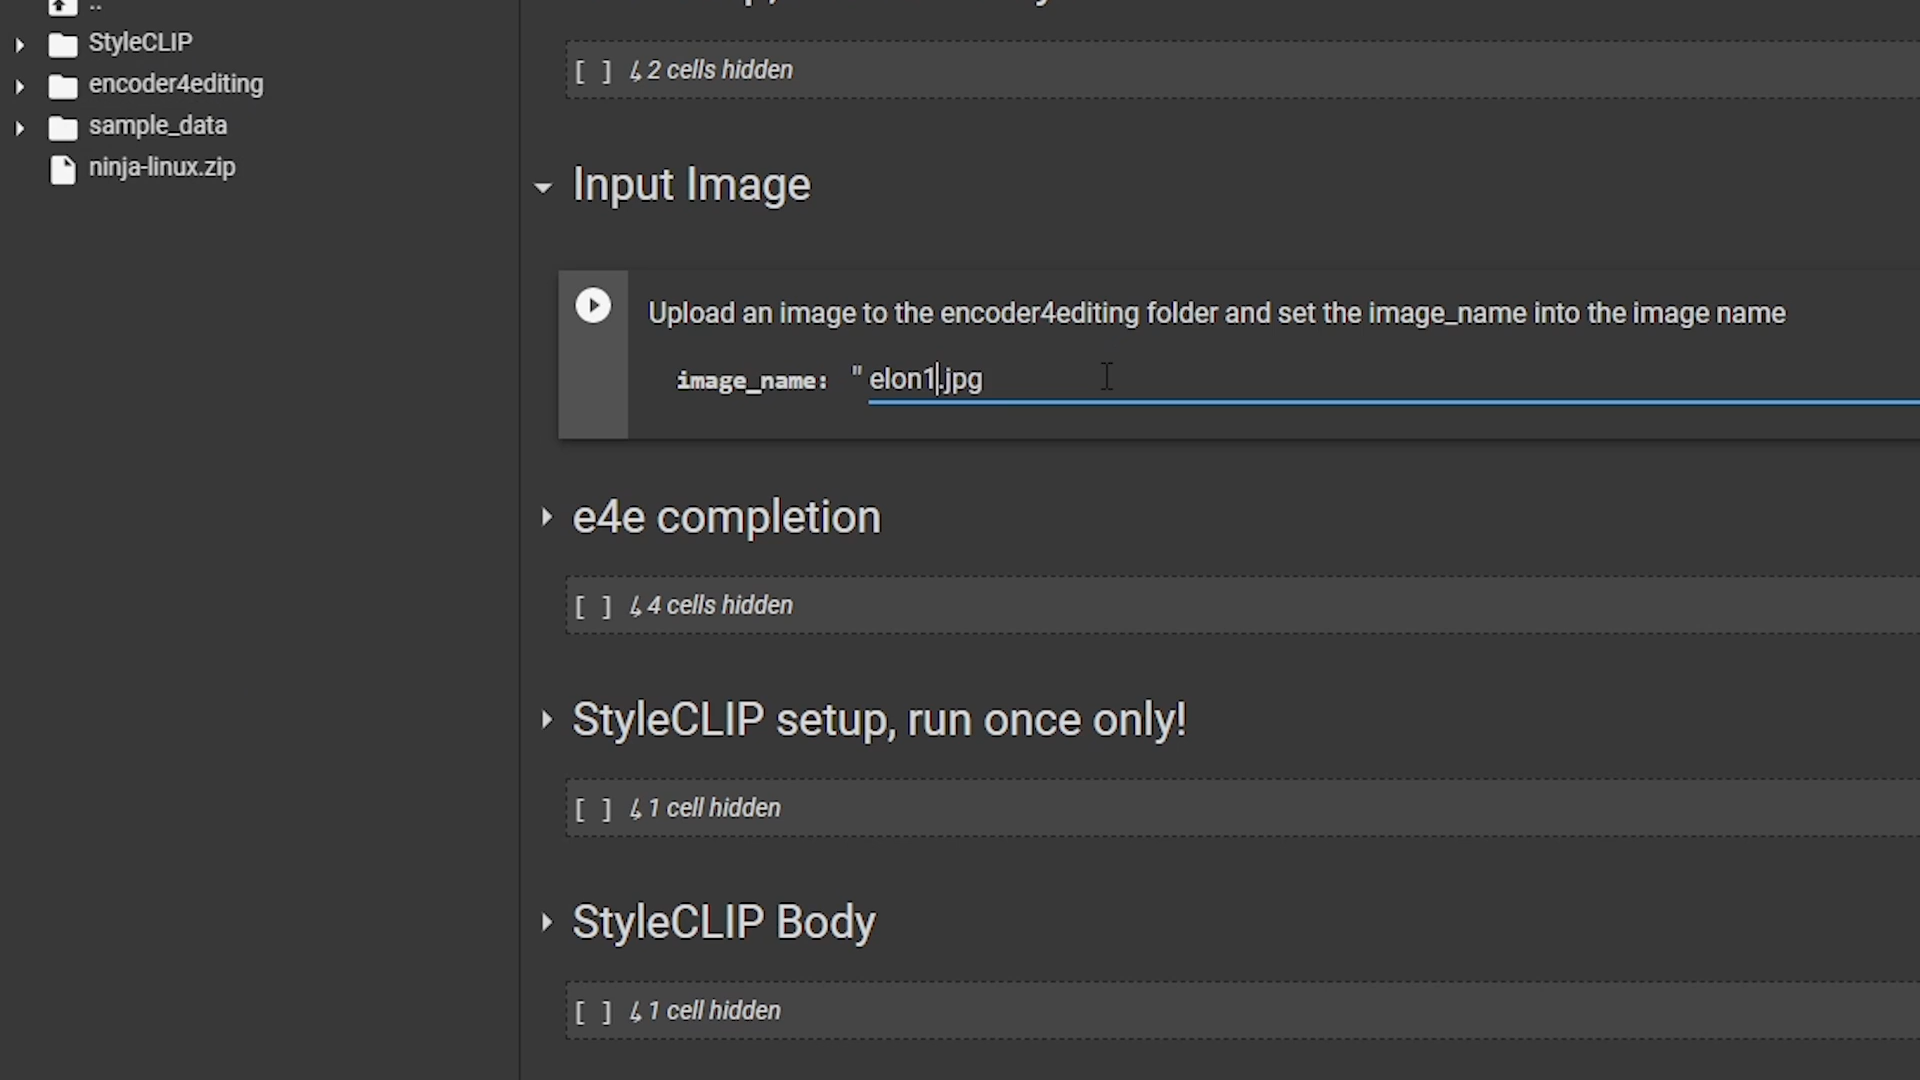 ..
StyleCLIP
encoder4editing
sample_data
ninja-linux.zip
[ ] ↳ 2 cells hidden
Input Image
Upload an image to the encoder4editing folder and set the image_name into the image name
image_name: " elon1.jpg
e4e completion
[ ] ↳ 4 cells hidden
StyleCLIP setup, run once only!
[ ] ↳ 1 cell hidden
StyleCLIP Body
[ ] ↳ 1 cell hidden